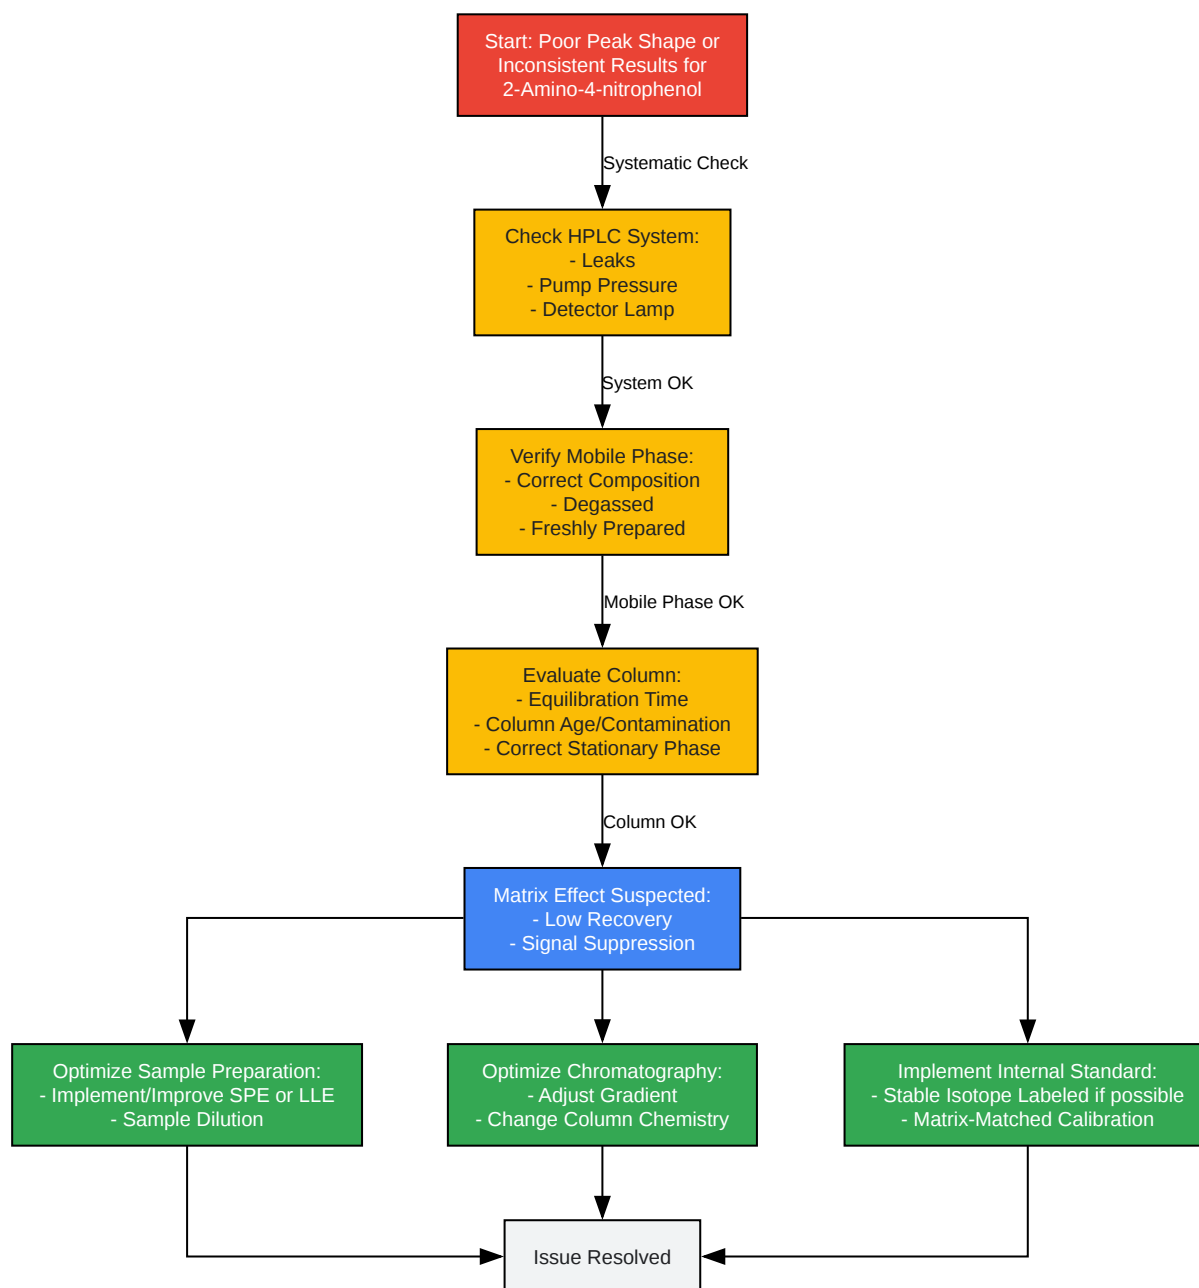 Start: Poor Peak Shape or
Inconsistent Results for
2-Amino-4-nitrophenol
Systematic Check
Check HPLC System:
- Leaks
- Pump Pressure
- Detector Lamp
System OK
Verify Mobile Phase:
- Correct Composition
- Degassed
- Freshly Prepared
Mobile Phase OK
Evaluate Column:
- Equilibration Time
- Column Age/Contamination
- Correct Stationary Phase
Column OK
Matrix Effect Suspected:
- Low Recovery
- Signal Suppression
Optimize Sample Preparation:
- Implement/Improve SPE or LLE
- Sample Dilution
Optimize Chromatography:
- Adjust Gradient
- Change Column Chemistry
Implement Internal Standard:
- Stable Isotope Labeled if possible
- Matrix-Matched Calibration
Issue Resolved